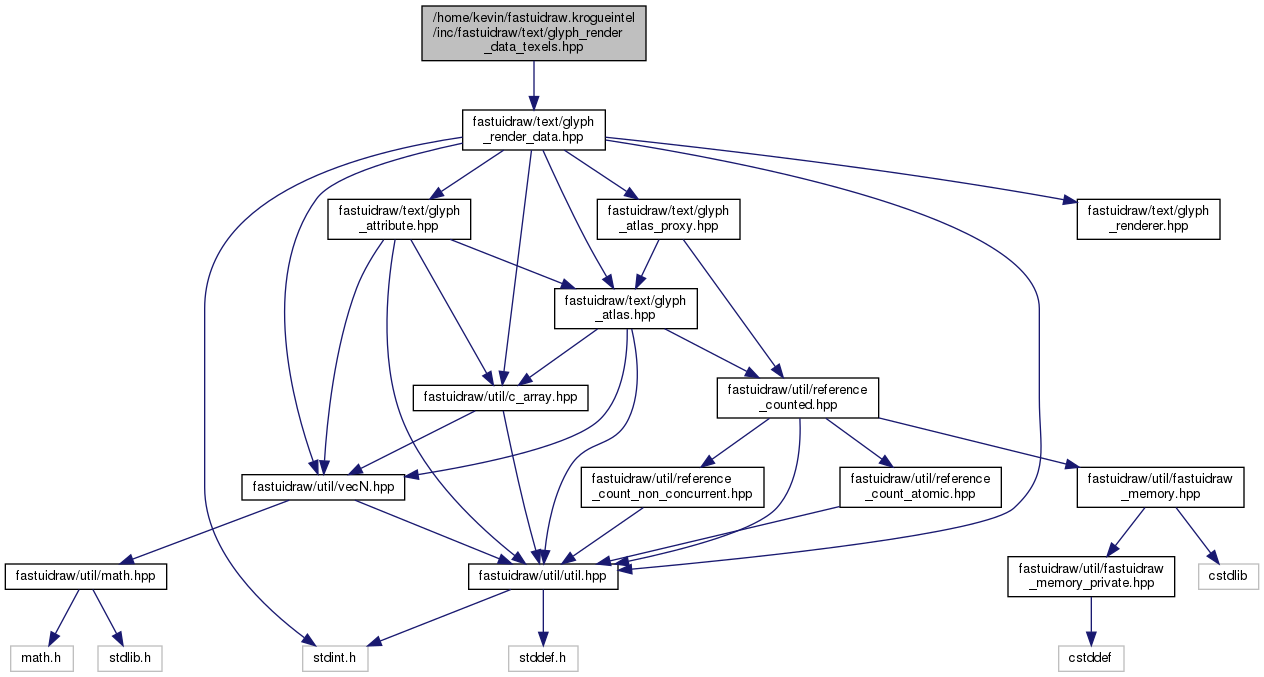 /home/kevin/fastuidraw.krogueintel
/inc/fastuidraw/text/glyph_render
_data_texels.hpp
fastuidraw/text/glyph
_render_data.hpp
fastuidraw/text/glyph
_attribute.hpp
fastuidraw/text/glyph
_atlas_proxy.hpp
fastuidraw/text/glyph
_renderer.hpp
fastuidraw/text/glyph
_atlas.hpp
fastuidraw/util/c_array.hpp
fastuidraw/util/reference
_counted.hpp
fastuidraw/util/vecN.hpp
fastuidraw/util/reference
_count_non_concurrent.hpp
fastuidraw/util/reference
_count_atomic.hpp
fastuidraw/util/fastuidraw
_memory.hpp
fastuidraw/util/math.hpp
fastuidraw/util/util.hpp
fastuidraw/util/fastuidraw
_memory_private.hpp
cstdlib
math.h
stdlib.h
stdint.h
stddef.h
cstddef